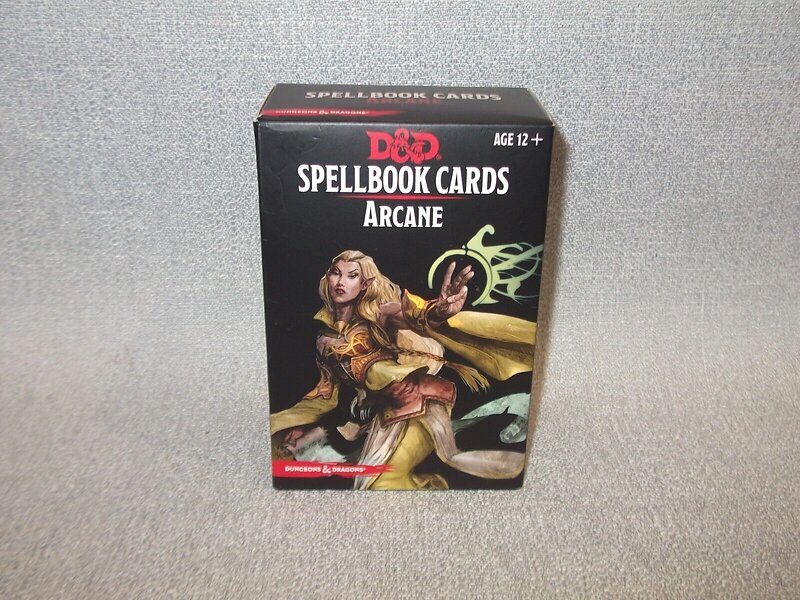 SPELLBOOK CARDS
ARCANE
DUNGEONS & DRAGONS®
D&D®
AGE 12+
SPELLBOOK CARDS
ARCANE
DUNGEONS & DRAGONS®